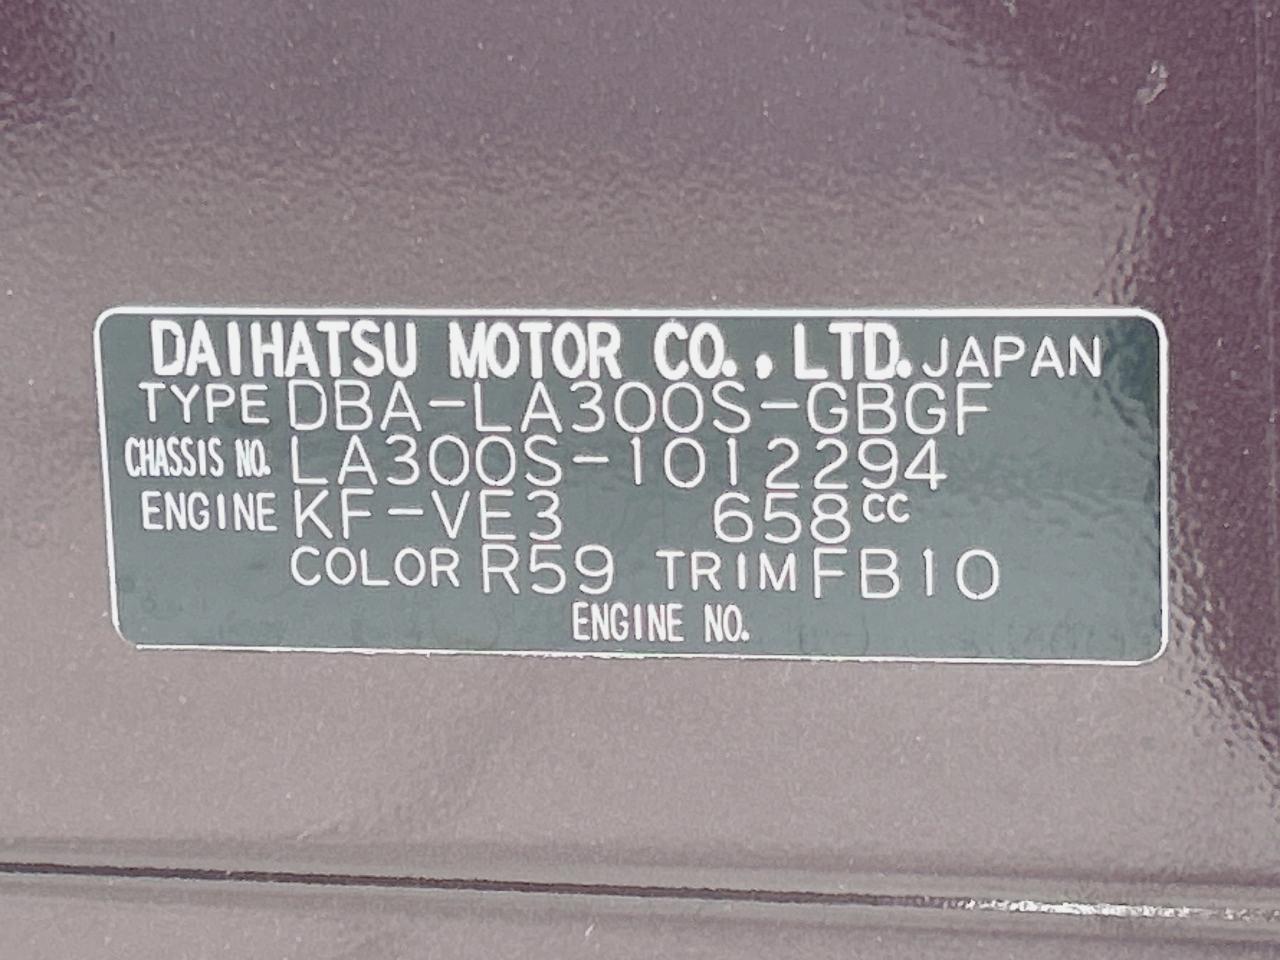 DAIHATSU MOTOR CO., LTD. JAPAN
TYPE DBA-LA300S-GBGF
CHASSIS NO. LA300S-1012294
ENGINE KF-VE3 658cc
COLOR R59 TRIM FB10
ENGINE NO.